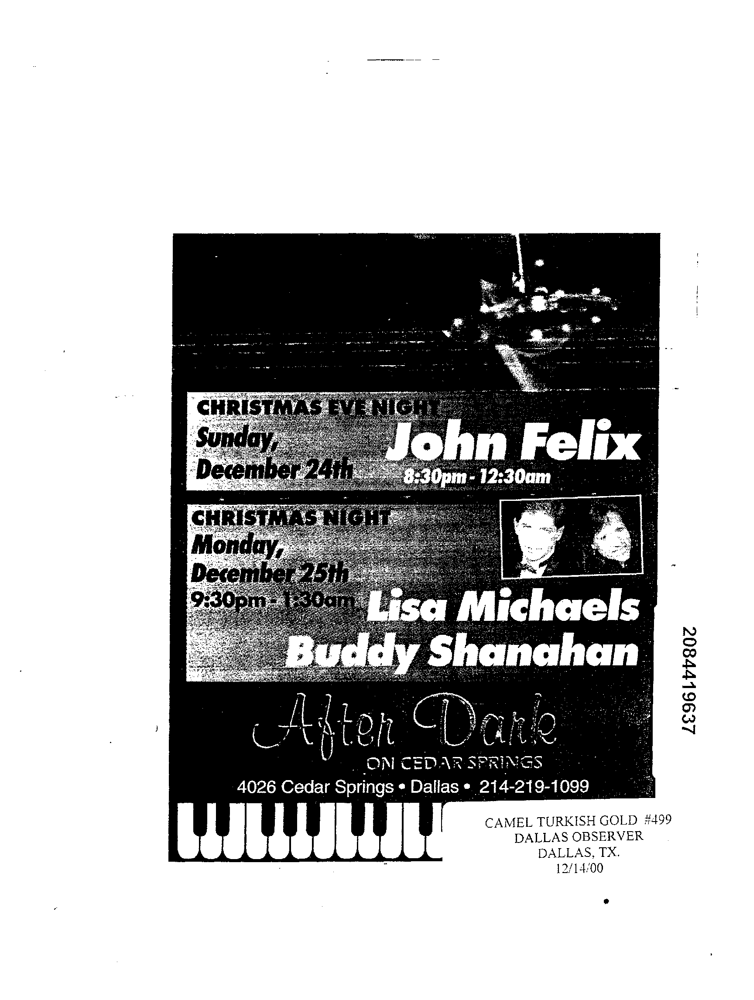 CHRISTMAS EVE NIGHT
Sunday,
December 24th
John Felix
8:30pm - 12:30am
CHRISTMAS NIGHT
Monday,
December 25th
9:30pm - 1:30am
Lisa Michaels
Buddy Shanahan
After Dark
ON CEDAR SPRINGS
4026 Cedar Springs • Dallas • 214-219-1099
CAMEL TURKISH GOLD #499
DALLAS OBSERVER
DALLAS, TX.
12/14/00
2084419637